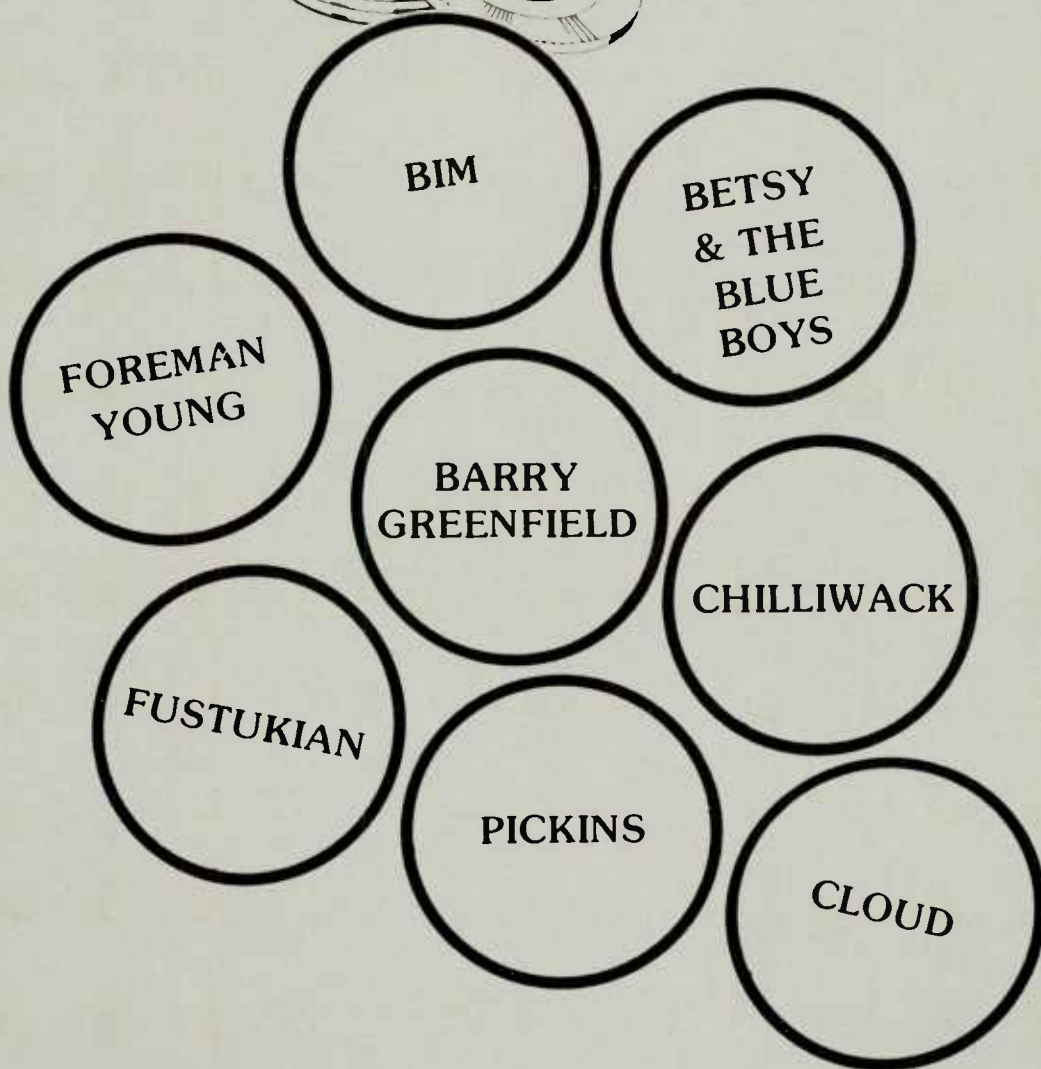 BIM
BETSY
& THE
BLUE
BOYS
FOREMAN
YOUNG
BARRY
GREENFIELD
CHILLIWACK
FUSTUKIAN
PICKINS
CLOUD